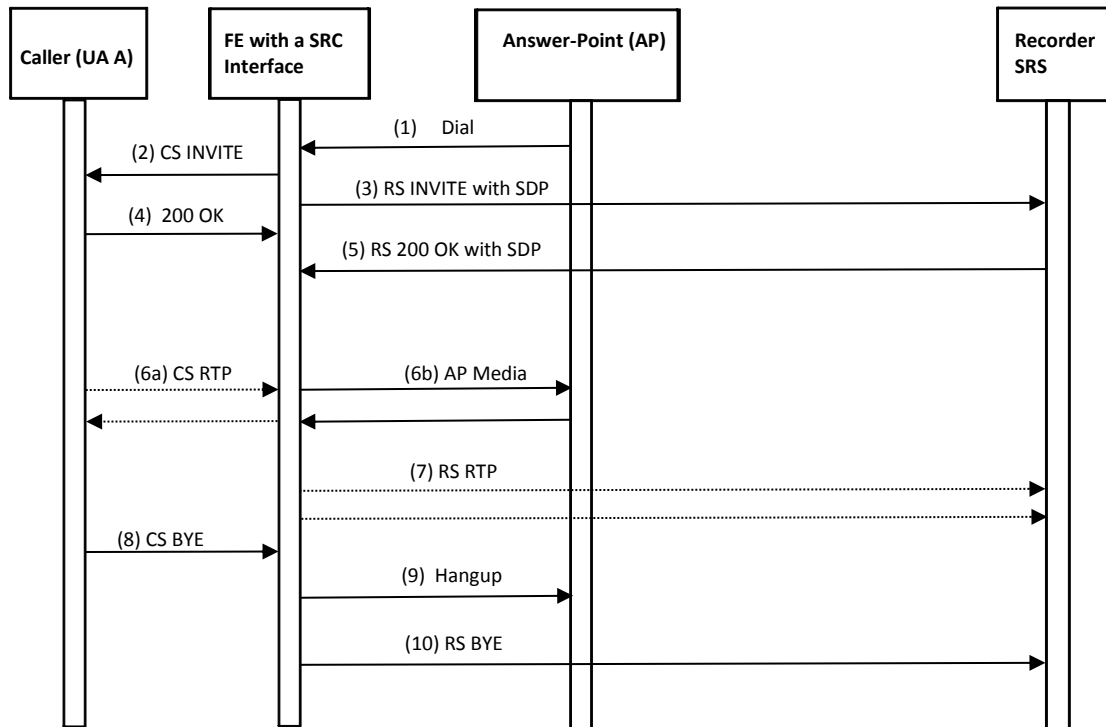 Caller (UA A)
FE with a SRC
Interface
Answer-Point (AP)
Recorder
SRS
(1) Dial
(2) CS INVITE
(3) RS INVITE with SDP
(4) 200 OK
(5) RS 200 OK with SDP
(6a) CS RTP
(6b) AP Media
(7) RS RTP
(8) CS BYE
(9) Hangup
(10) RS BYE